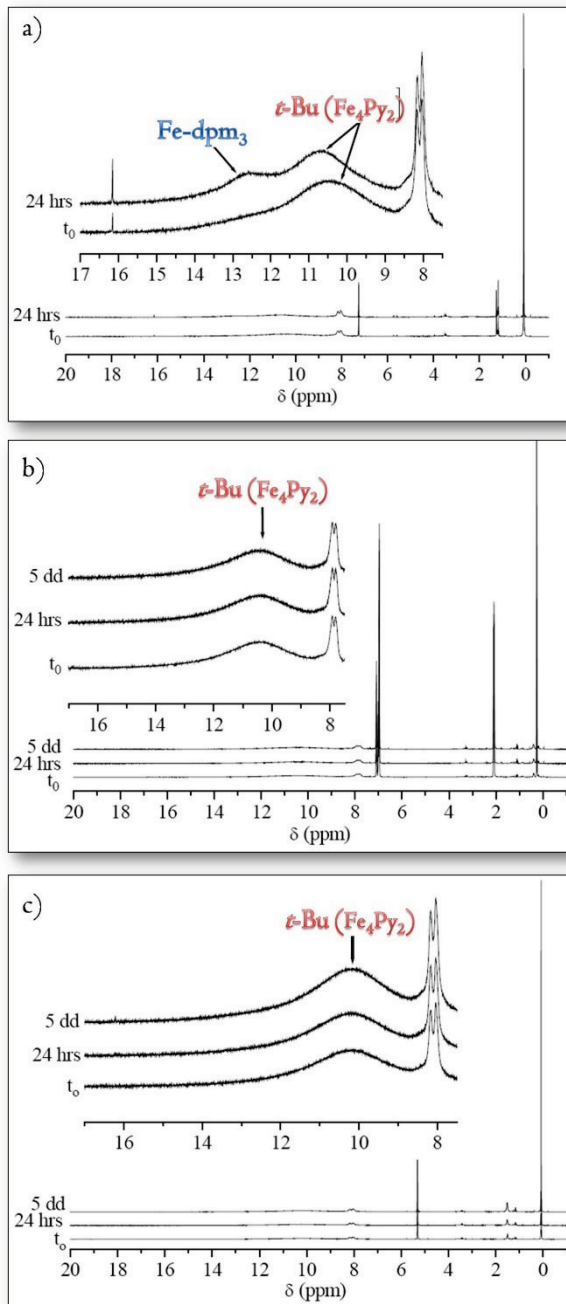 a)
t-Bu (Fe₄Py₂)
Fe-dpm₃
24 hrs
t₀
17 16 15 14 13 12 11 10 9 8
24 hrs
t₀
20 18 16 14 12 10 8 6 4 2 0
δ (ppm)
b)
t-Bu (Fe₄Py₂)
5 dd
24 hrs
t₀
16 14 12 10 8
5 dd
24 hrs
t₀
20 18 16 14 12 10 8 6 4 2 0
δ (ppm)
c)
t-Bu (Fe₄Py₂)
5 dd
24 hrs
tₒ
16 14 12 10 8
5 dd
24 hrs
tₒ
20 18 16 14 12 10 8 6 4 2 0
δ (ppm)